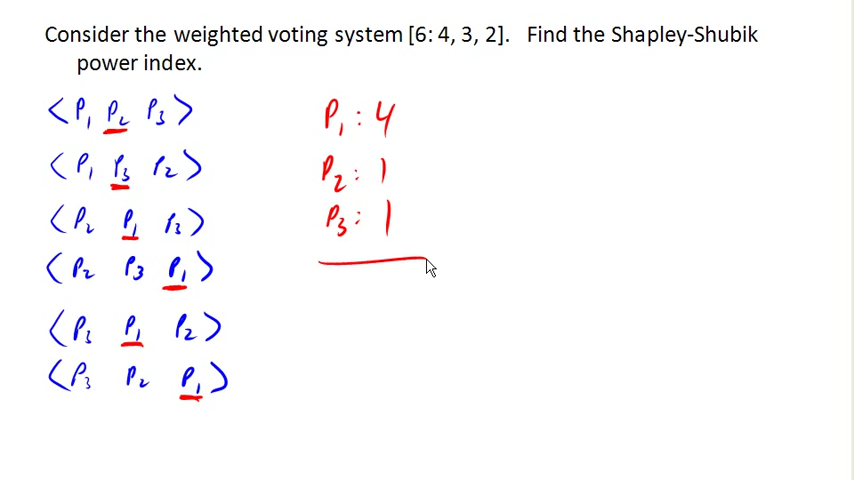 Consider the weighted voting system [6: 4, 3, 2].  Find the Shapley-Shubik
power index.
<P₁ P₂ P₃>
<P₁ P₃ P₂>
<P₂ P₁ P₃>
<P₂ P₃ P₁>
<P₃ P₁ P₂>
<P₃ P₂ P₁>
P₁ : 4
P₂ : 1
P₃ : 1